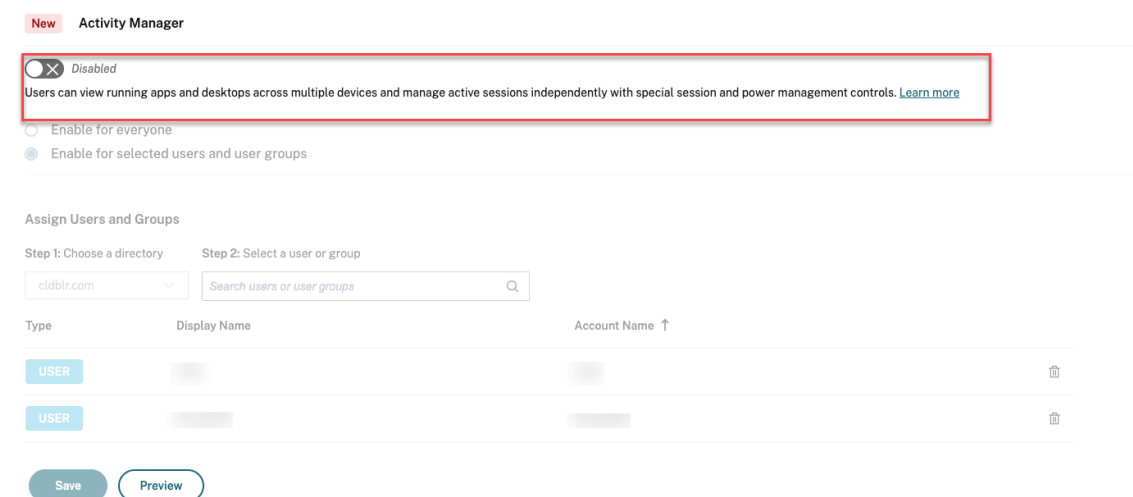 New Activity Manager
Disabled
Users can view running apps and desktops across multiple devices and manage active sessions independently with special session and power management controls. Learn more
Enable for everyone
Enable for selected users and user groups
Assign Users and Groups
Step 1: Choose a directory Step 2: Select a user or group
cldblr.com Search users or user groups
Type Display Name Account Name ↑
USER
USER
Save Preview